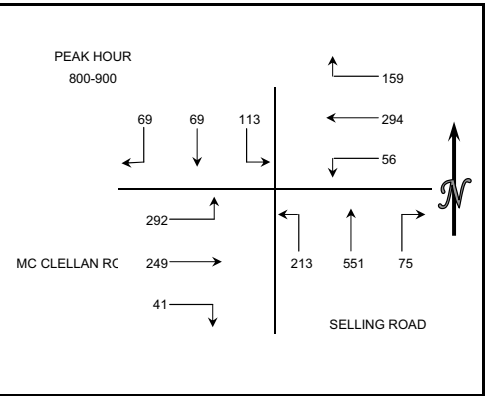 PEAK HOUR
800-900
159
69 69 113
294
56
292
MC CLELLAN RC
249
213 551 75
41
SELLING ROAD
N